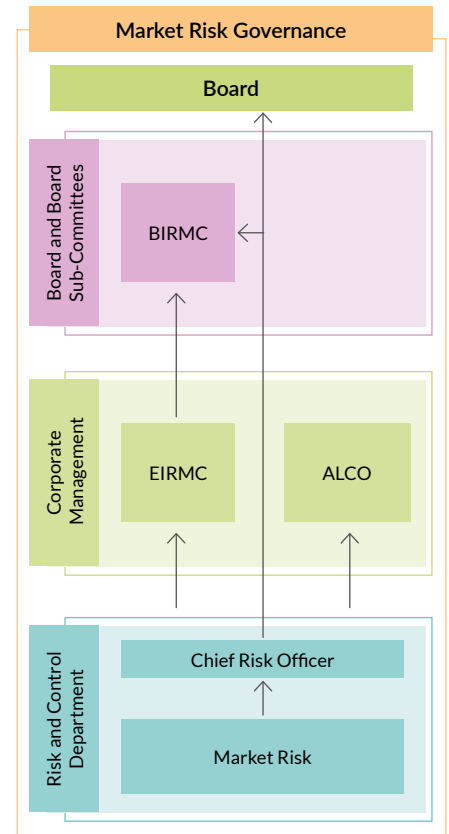 Market Risk Governance
Board
Board and Board
Sub-Committees
BIRMC
Corporate
Management
EIRMC
ALCO
Risk and Control
Department
Chief Risk Officer
Market Risk